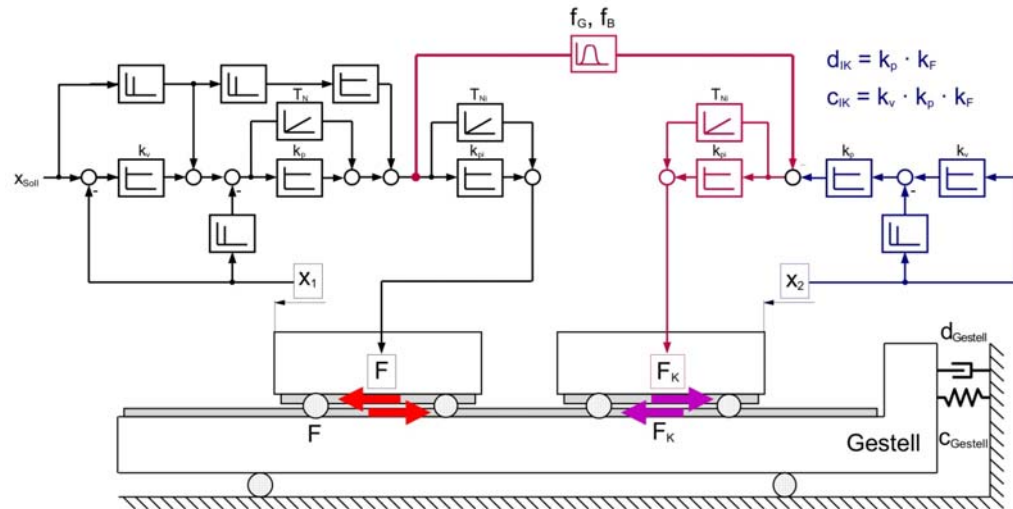 f_G, f_B
d_IK = k_p · k_F
c_IK = k_v · k_p · k_F
T_N
T_Ni
T_Ni
x_Soll
k_v
k_p
k_pi
k_pi
k_p
k_v
-
-
-
-
x_1
x_2
F
F_K
d_Gestell
F
F_K
Gestell
c_Gestell